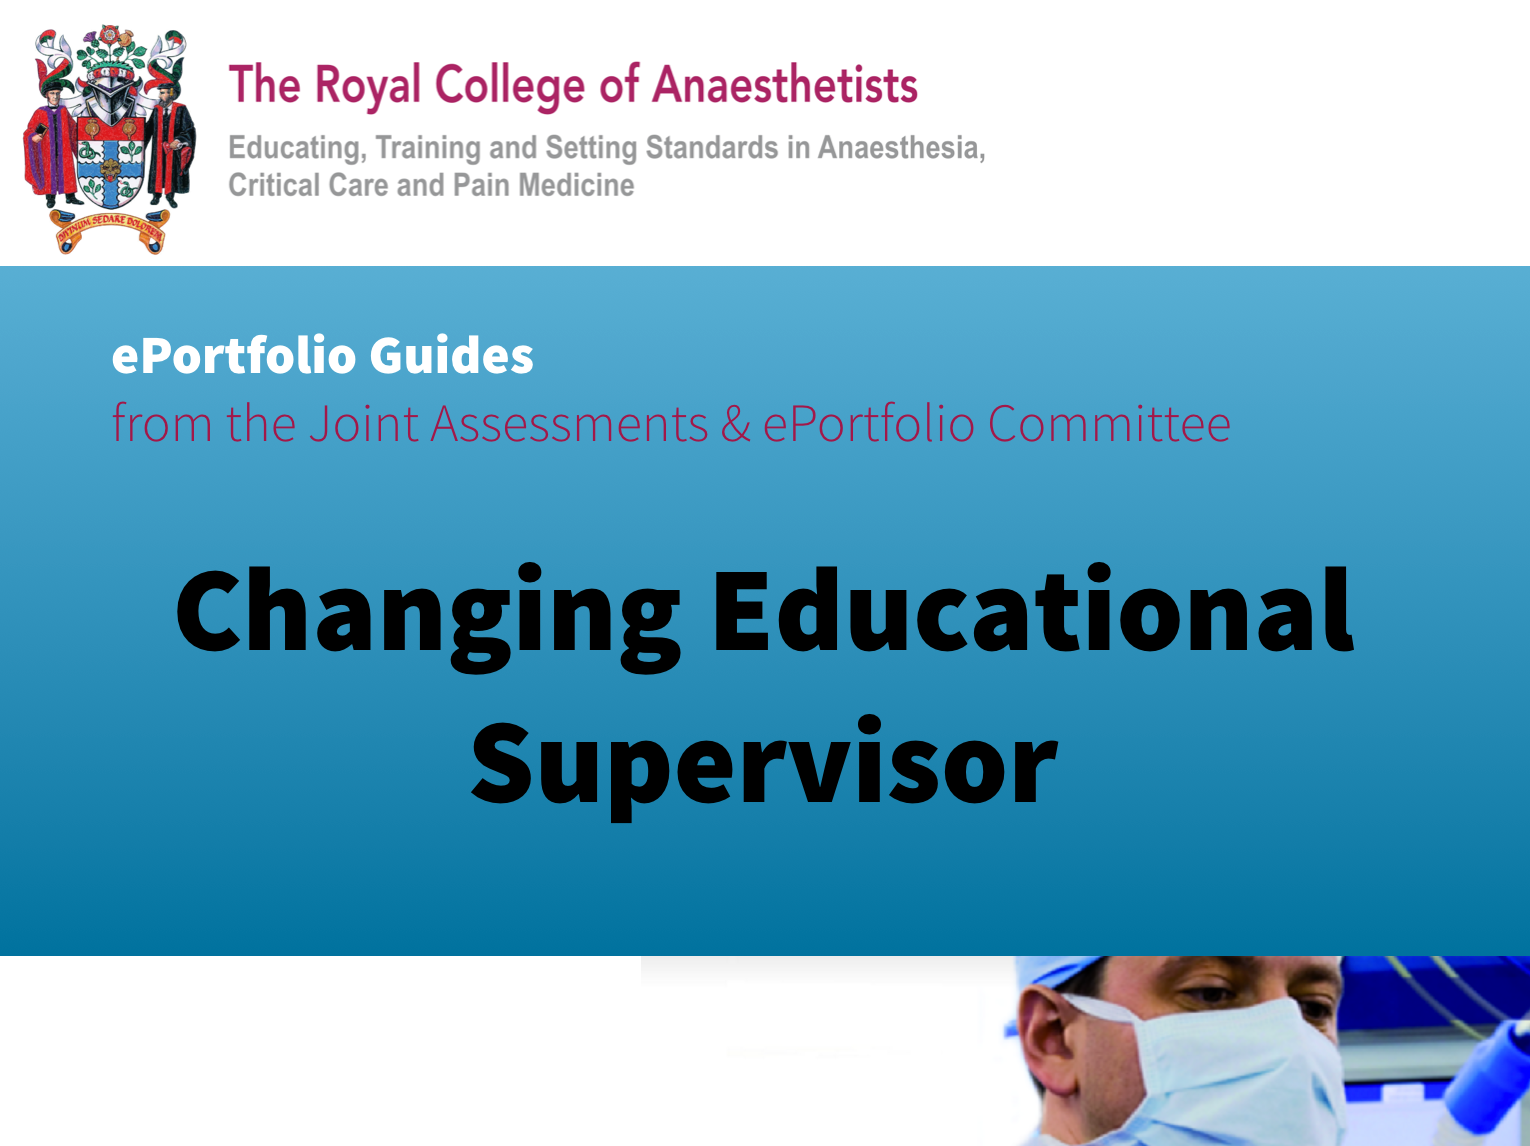 The Royal College of Anaesthetists
Educating, Training and Setting Standards in Anaesthesia,
Critical Care and Pain Medicine
DIVINUM SEDARE DOLOREM
ePortfolio Guides
from the Joint Assessments & ePortfolio Committee
Changing Educational
Supervisor